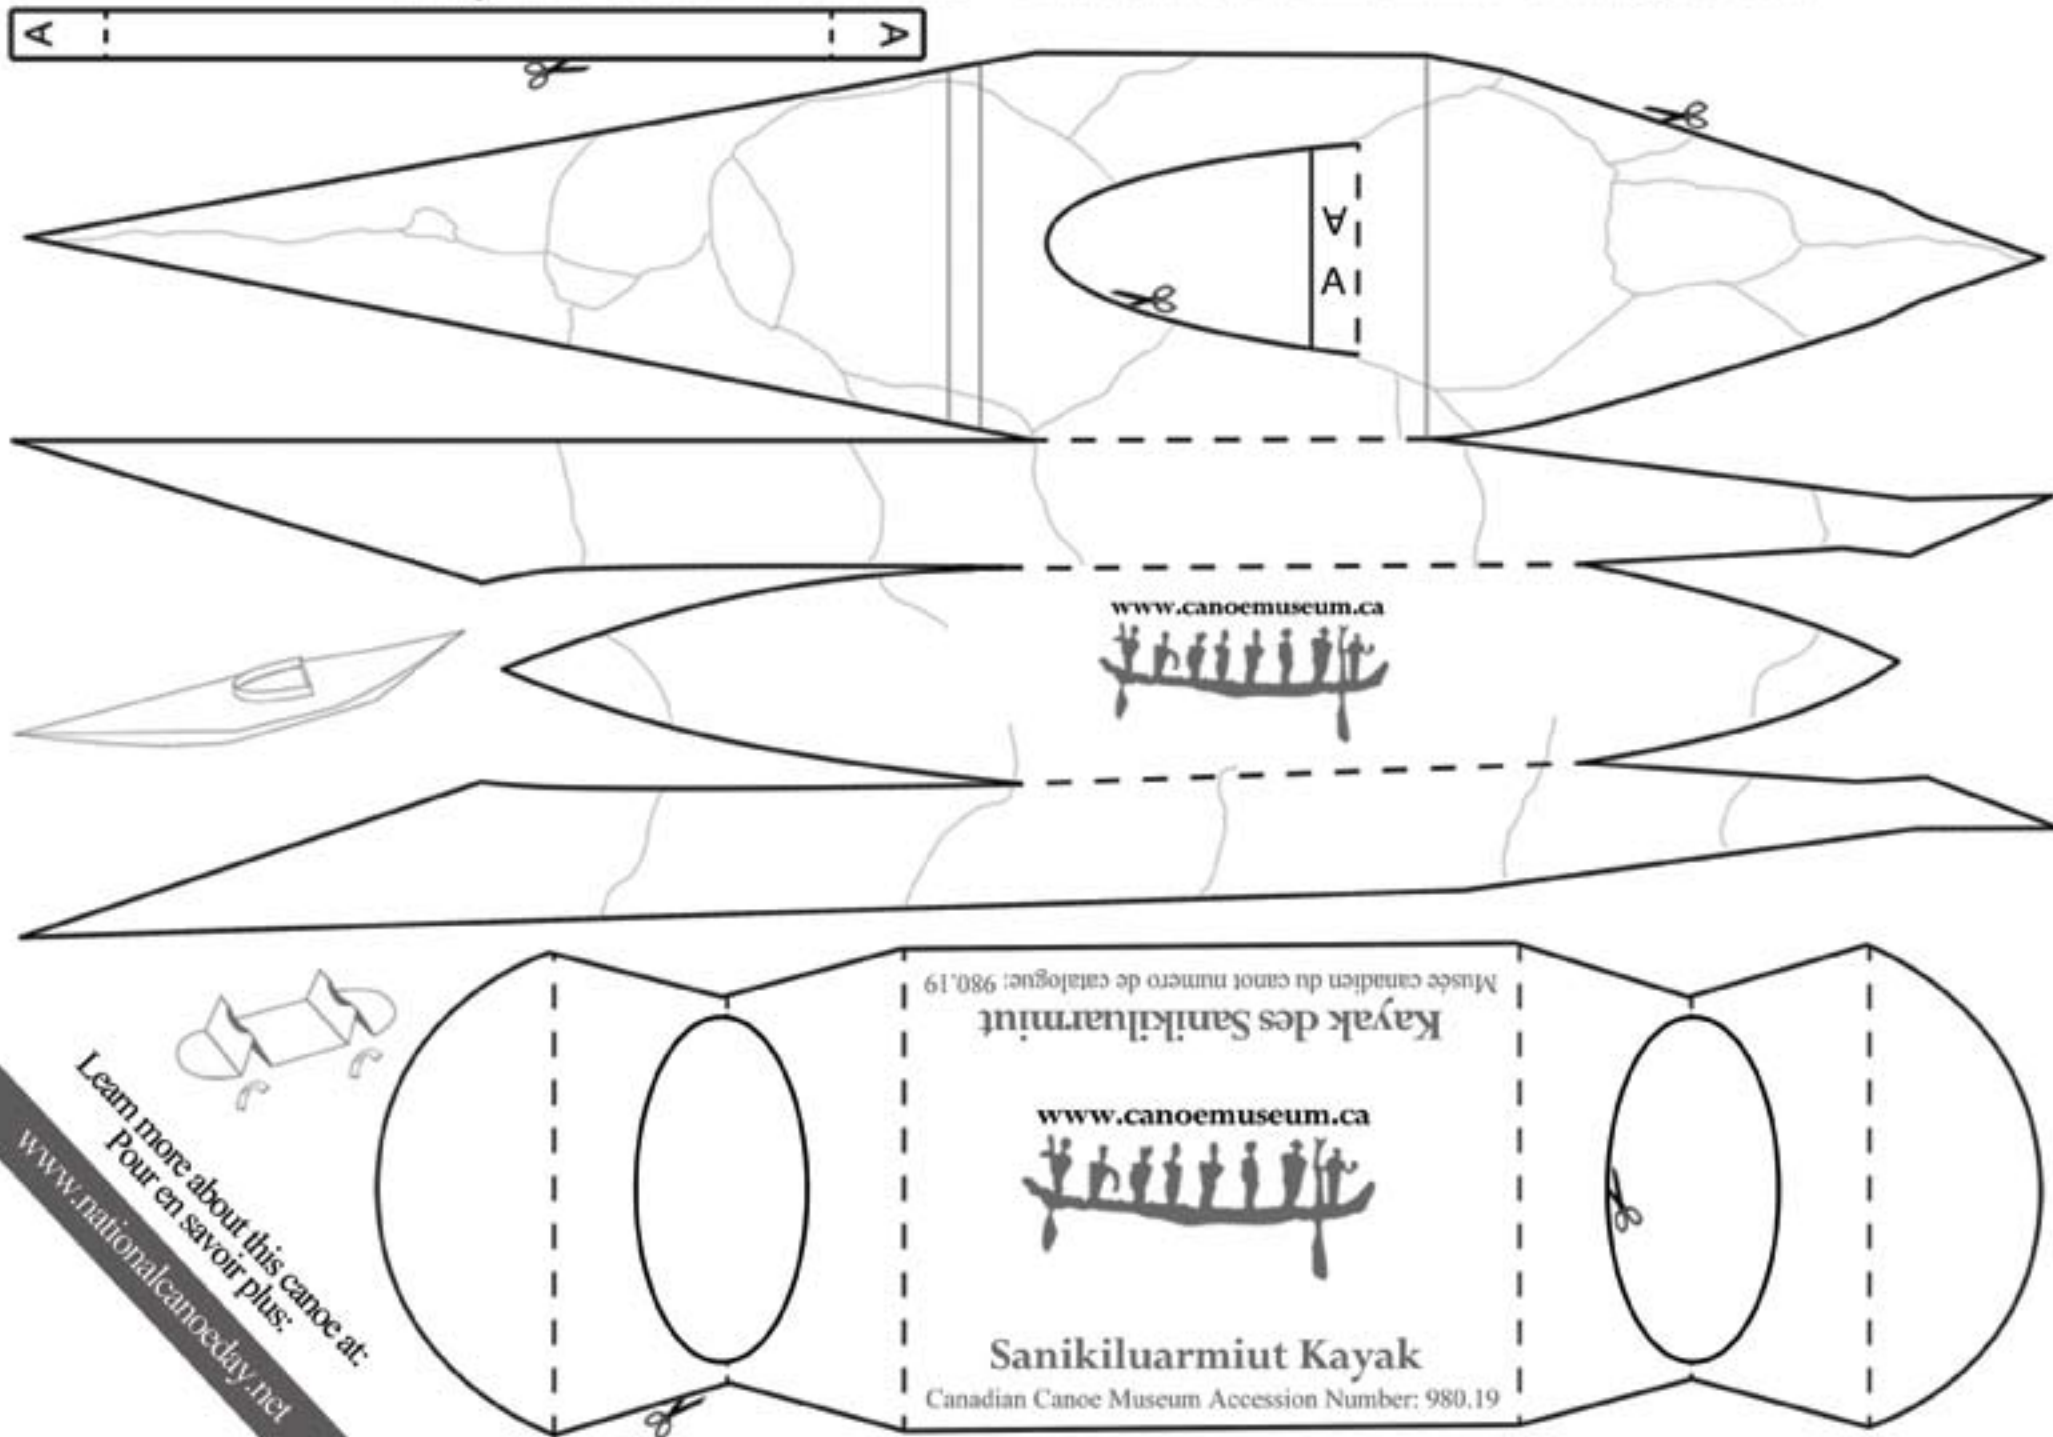 A
A
A
A
www.canoemuseum.ca
Musée canadien du canot numero de catalogue: 980.19
Kayak des Sanikiluarmiut
www.canoemuseum.ca
Sanikiluarmiut Kayak
Canadian Canoe Museum Accession Number: 980.19
Learn more about this canoe at:
Pour en savoir plus:
www.nationalcanoeday.net